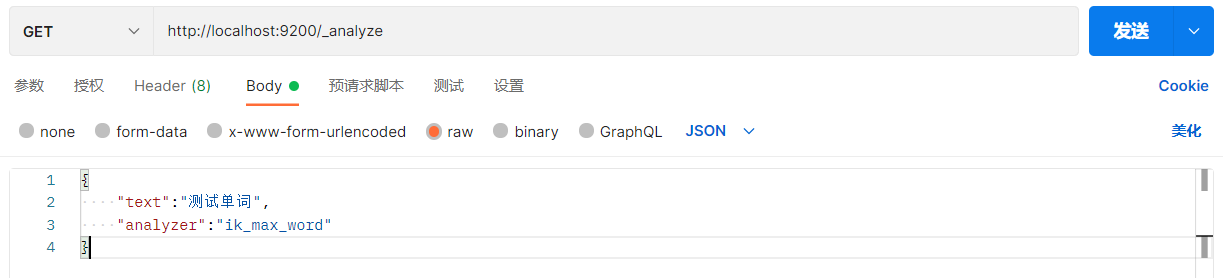 GET http://localhost:9200/_analyze 发送
参数 授权 Header (8) Body 预请求脚本 测试 设置 Cookie
none form-data x-www-form-urlencoded raw binary GraphQL JSON 美化
1 {
2 "text":"测试单词",
3 "analyzer":"ik_max_word"
4 }